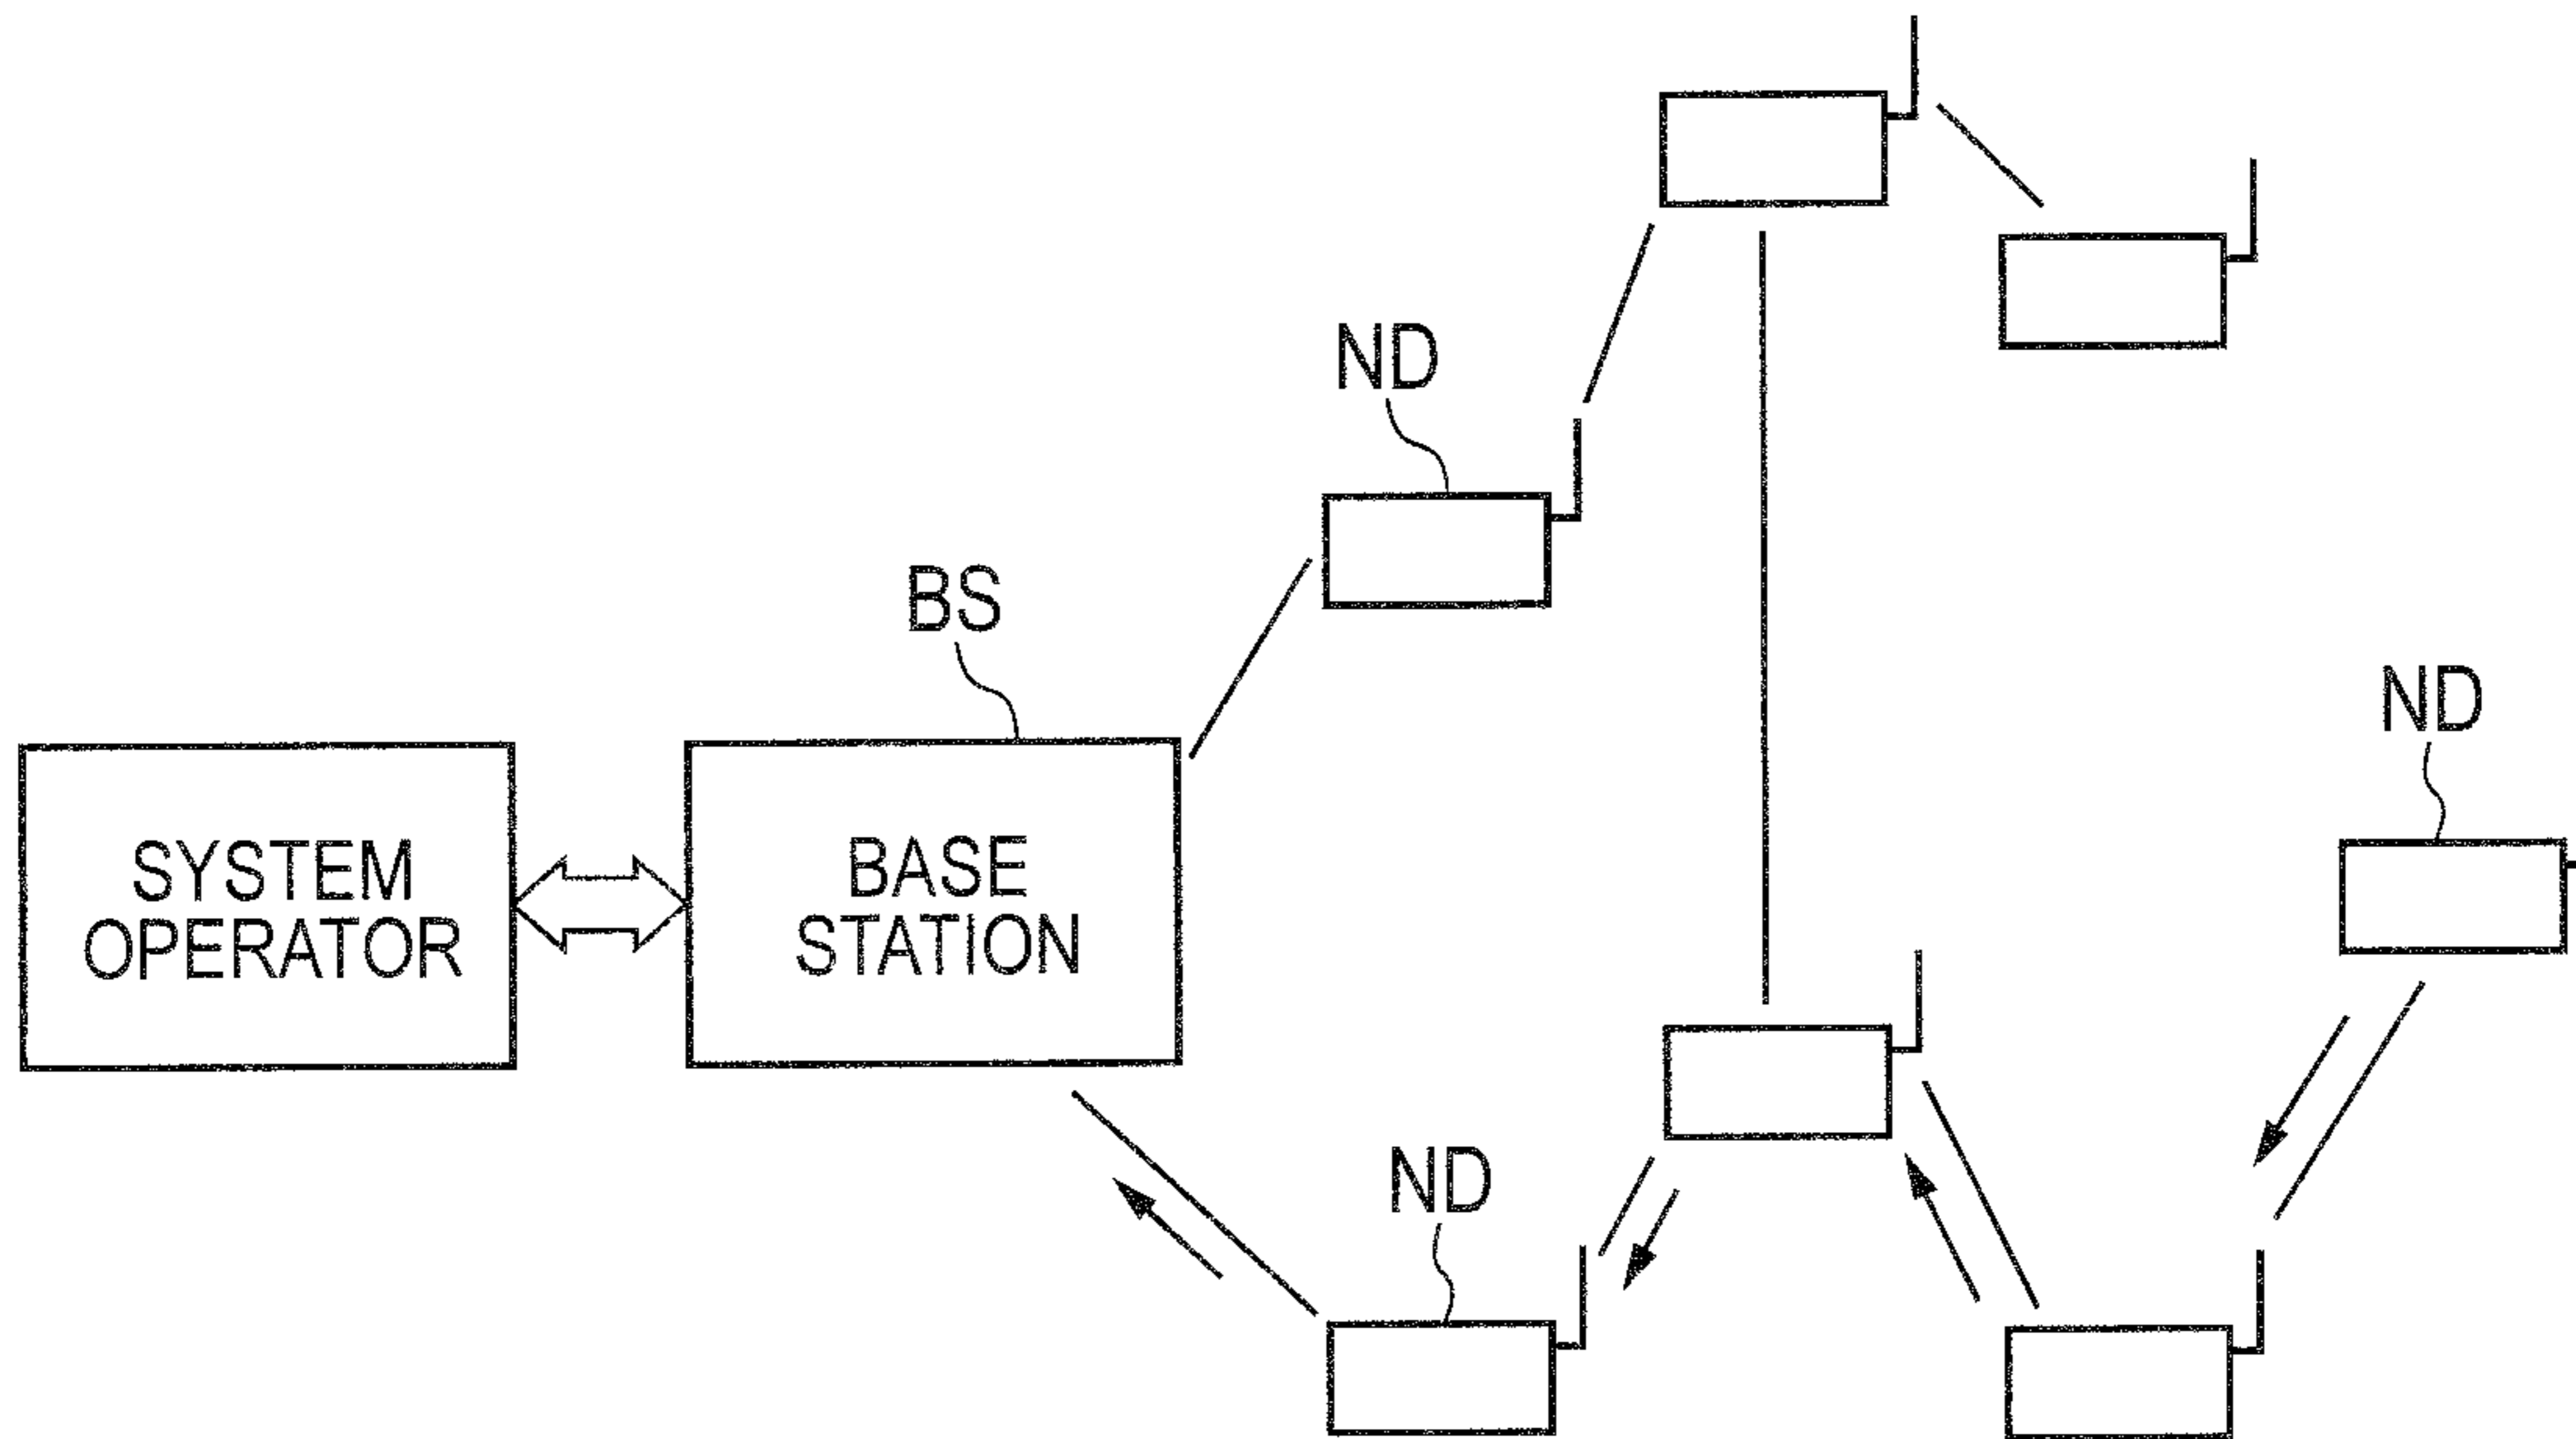 ND
BS
ND
SYSTEM
OPERATOR
BASE
STATION
ND